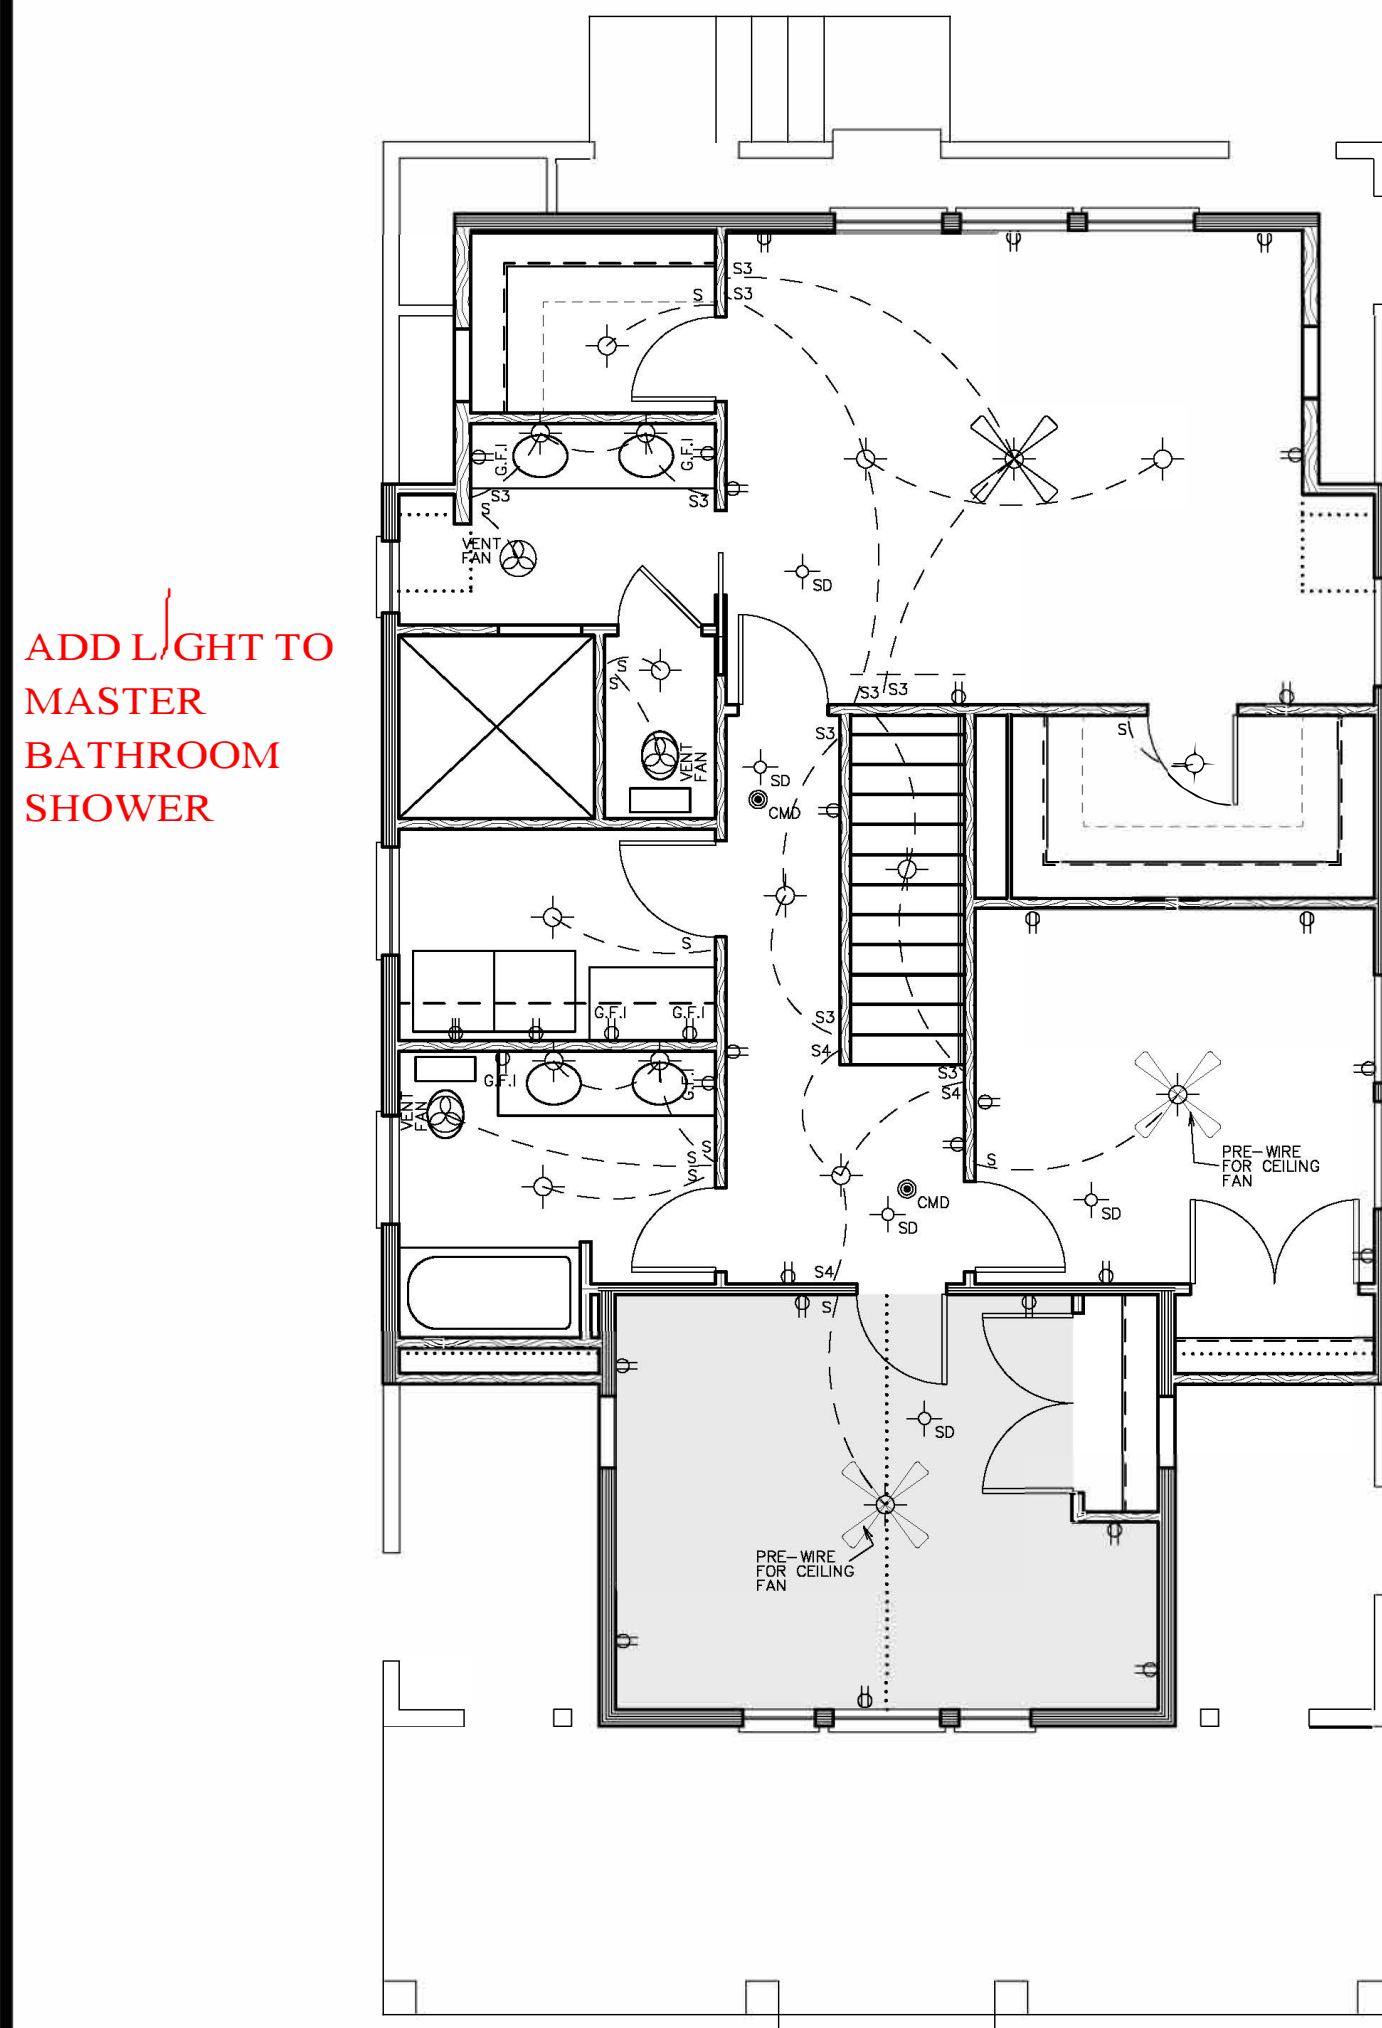 S3
S3
S
G.F.I
G.F.I
S3
S3
S
VENT
FAN
SD
ADD LIGHT TO
MASTER
BATHROOM
SHOWER
S
S
S3
S3
S3
S
VENT
FAN
SD
CMD
S
G.F.I
G.F.I
S3
S4
S3
S4
G.F.I
G.F.I
VENT
FAN
S
S
S
S
PRE-WIRE
FOR CEILING
FAN
CMD
SD
SD
S4
S
SD
PRE-WIRE
FOR CEILING
FAN